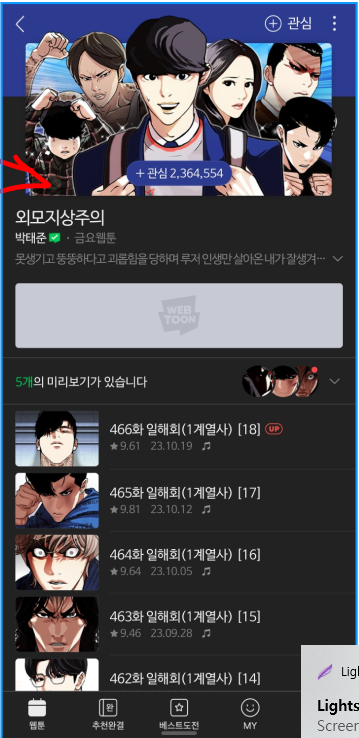 관심
+ 관심 2,364,554
외모지상주의
박태준 · 금요웹툰
못생기고 뚱뚱하다고 괴롭힘을 당하며 루저 인생만 살아온 내가 잘생겨…
WEB
TOON
5개의 미리보기가 있습니다
466화 일해회(1계열사) [18] UP
★9.61 23.10.19
465화 일해회(1계열사) [17]
★9.81 23.10.12
464화 일해회(1계열사) [16]
★9.64 23.10.05
463화 일해회(1계열사) [15]
★9.46 23.09.28
462화 일해회(1계열사) [14]
Ligh
Lights
Screen
웹툰
완
추천완결
베스트도전
MY